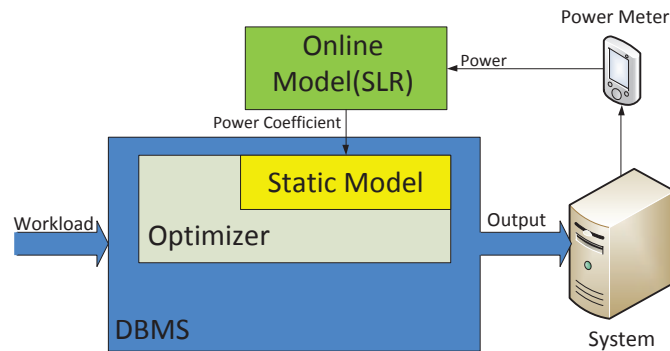 Power Meter
Online
Model(SLR)
Power
Power Coefficient
Static Model
Workload
Optimizer
Output
DBMS
System